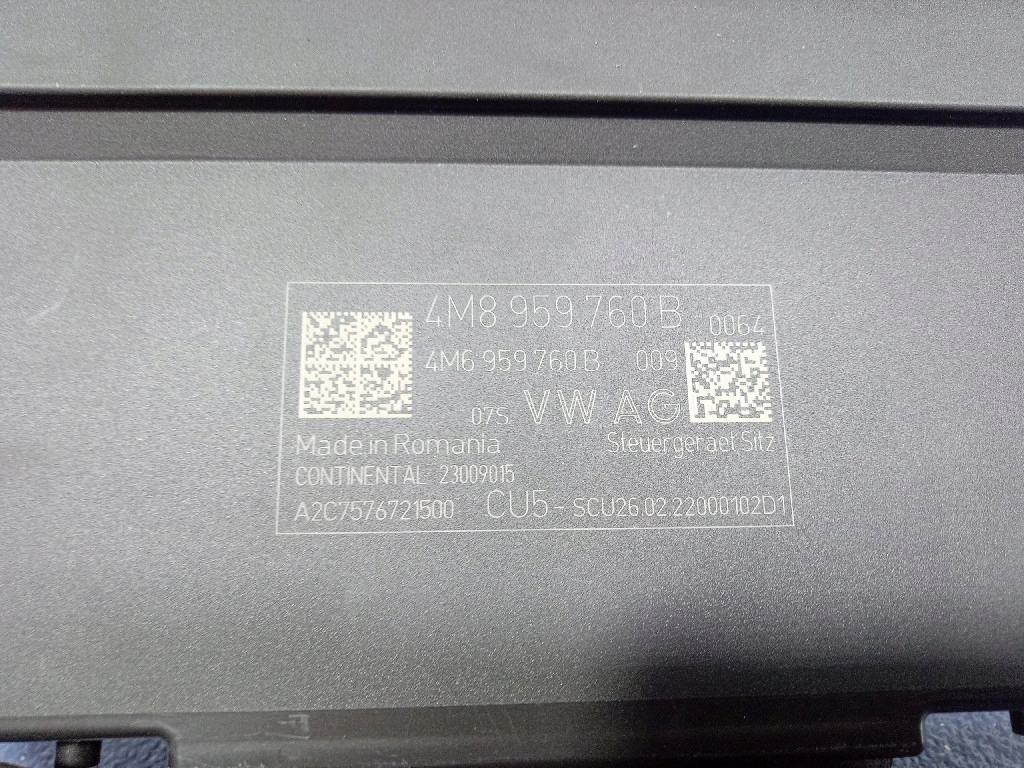 4M8 959 760 B 0064
4M6 959 760 B 009
07S VW AG
Made in Romania Steuergeraet Sitz
CONTINENTAL 23009015
A2C7576721500 CU5-SCU26.02.22000102D1